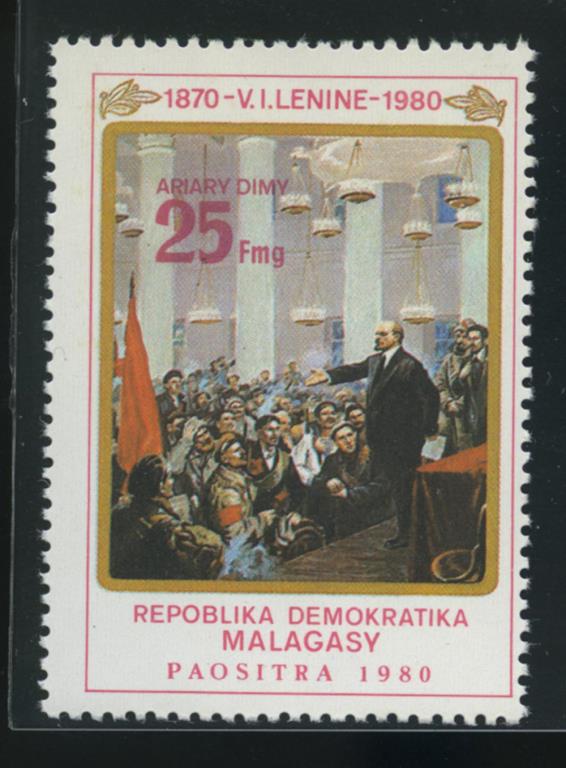 1870-V.I.LENINE-1980
ARIARY DIMY
25 Fmg
REPOBLIKA DEMOKRATIKA
MALAGASY
PAOSITRA 1980